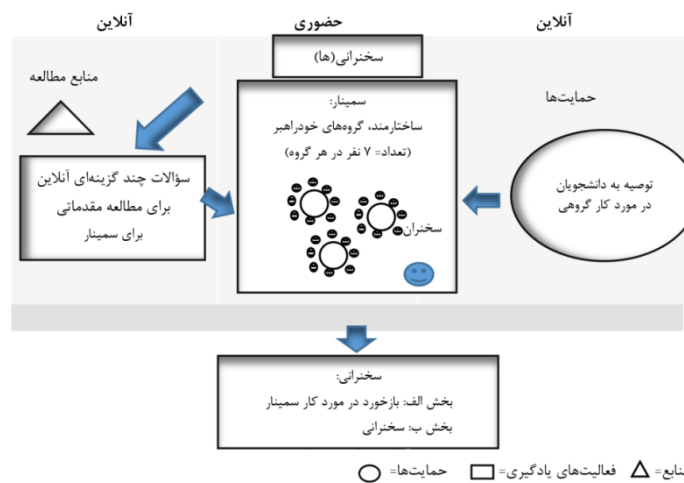 آنلاین
حضوری
آنلاین
سخنرانی(ها)
حمایت‌ها
توصیه به دانشجویان
در مورد کار گروهی
سمینار:
ساختارمند، گروه‌های خودراهبر
(تعداد= ۷ نفر در هر گروه)
سخنران
منابع مطالعه
سؤالات چند گزینه‌ای آنلاین
برای مطالعه مقدماتی
برای سمینار
سخنرانی:
بخش الف: بازخورد در مورد کار سمینار
بخش ب: سخنرانی
نابع= فعالیت‌های یادگیری= حمایت‌ها=